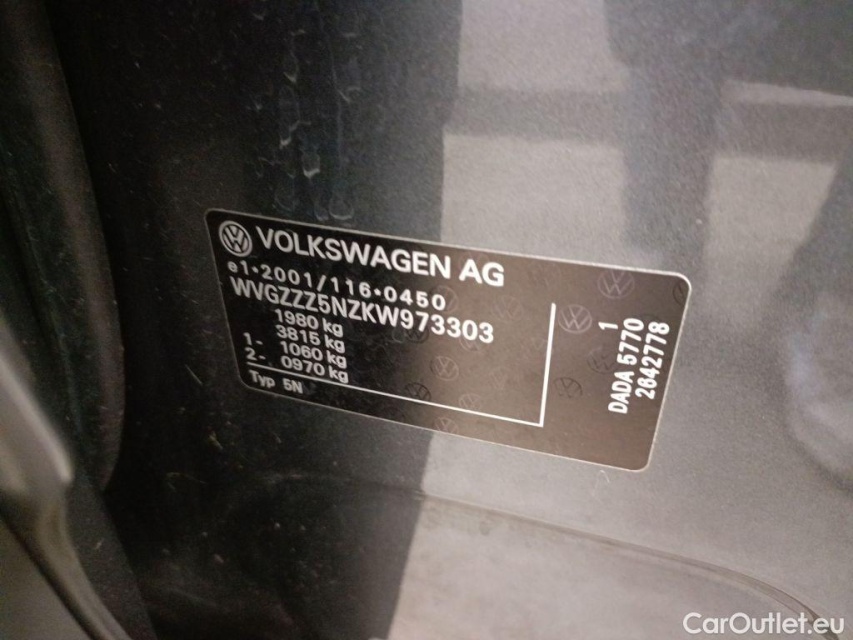 VOLKSWAGEN AG
e1*2001/116*0450
WVGZZZ5NZKW973303
1980 kg
3815 kg
1- 1060 kg
2- 0970 kg
Typ 5N
1
DADA 5770
2642778
CarOutlet.eu